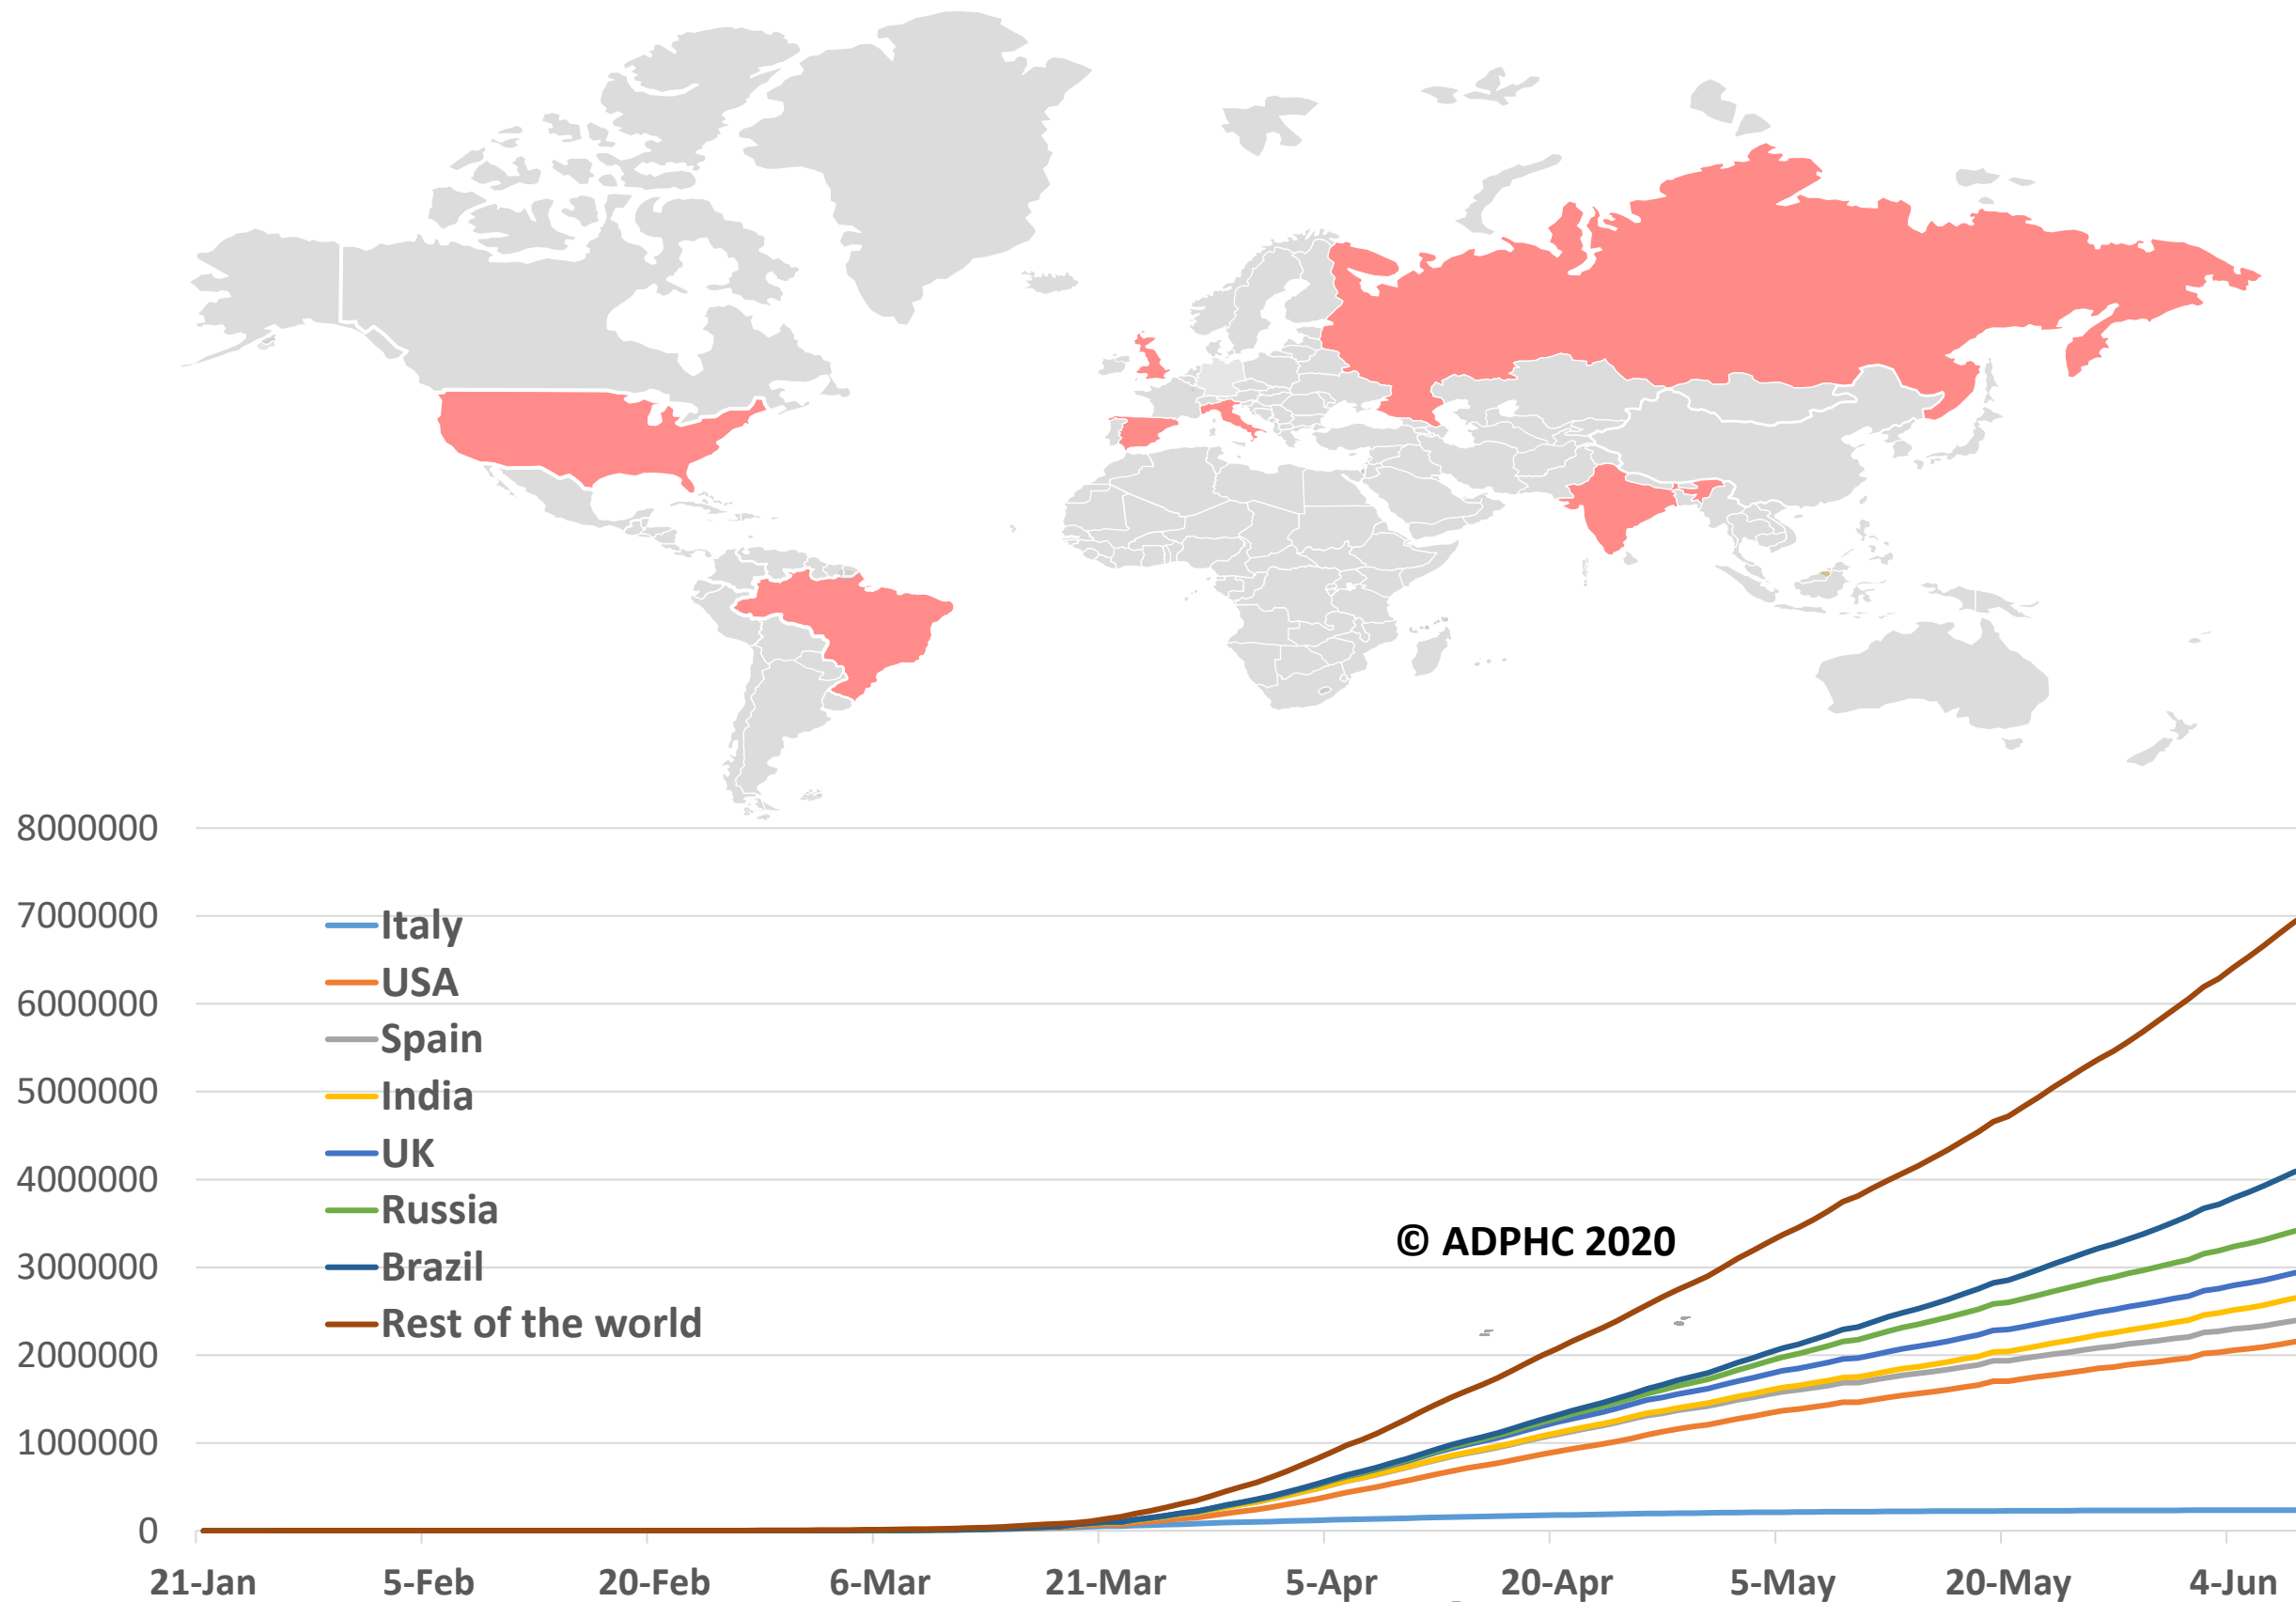 8000000
7000000
6000000
5000000
4000000
3000000
2000000
1000000
0
Italy
USA
Spain
India
UK
Russia
Brazil
Rest of the world
© ADPHC 2020
21-Jan 5-Feb 20-Feb 6-Mar 21-Mar 5-Apr 20-Apr 5-May 20-May 4-Jun